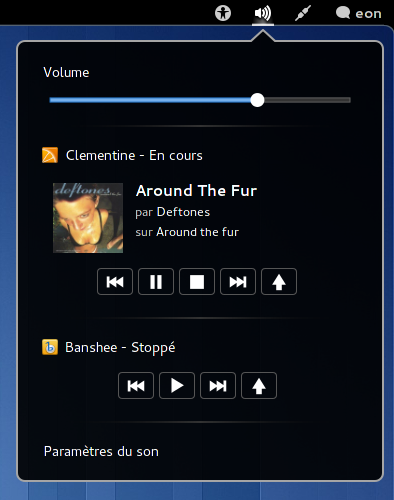 eon
Volume
Clementine - En cours
deftones
Around The Fur
par Deftones
sur Around the fur
Banshee - Stoppé
Paramètres du son